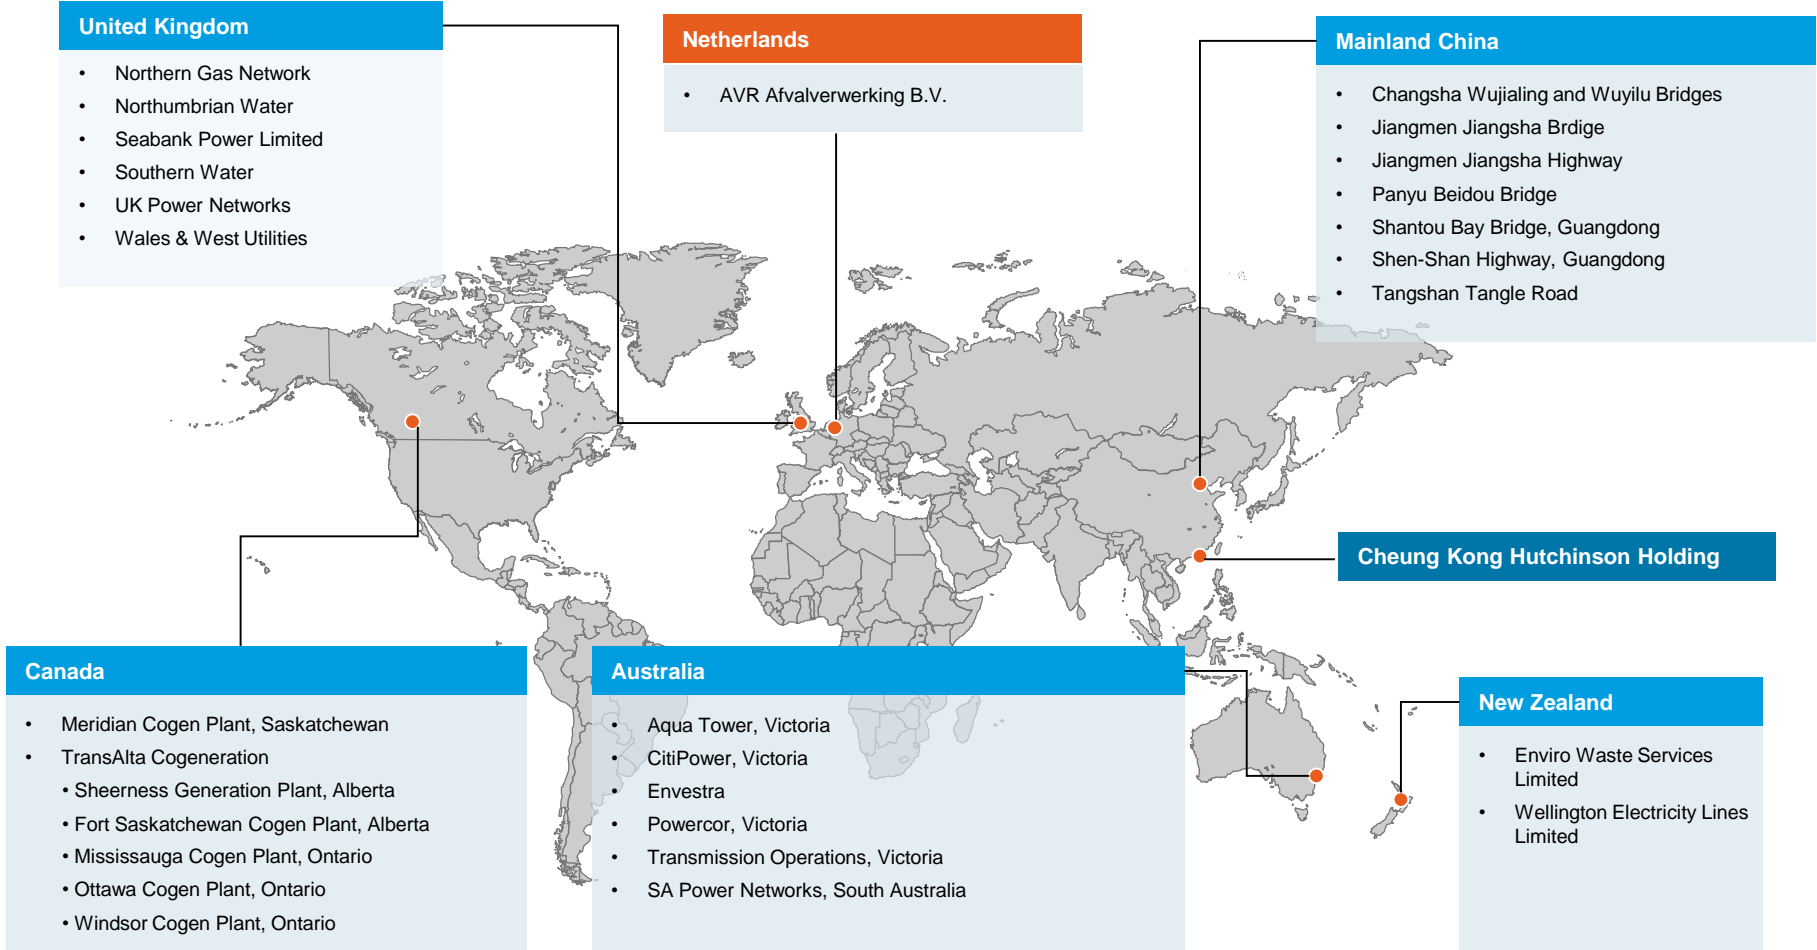 United Kingdom
• Northern Gas Network
• Northumbrian Water
• Seabank Power Limited
• Southern Water
• UK Power Networks
• Wales & West Utilities
Netherlands
• AVR Afvalverwerking B.V.
Mainland China
• Changsha Wujialing and Wuyilu Bridges
• Jiangmen Jiangsha Brdige
• Jiangmen Jiangsha Highway
• Panyu Beidou Bridge
• Shantou Bay Bridge, Guangdong
• Shen-Shan Highway, Guangdong
• Tangshan Tangle Road
Cheung Kong Hutchinson Holding
Canada
• Meridian Cogen Plant, Saskatchewan
• TransAlta Cogeneration
• Sheerness Generation Plant, Alberta
• Fort Saskatchewan Cogen Plant, Alberta
• Mississauga Cogen Plant, Ontario
• Ottawa Cogen Plant, Ontario
• Windsor Cogen Plant, Ontario
Australia
• Aqua Tower, Victoria
• CitiPower, Victoria
• Envestra
• Powercor, Victoria
• Transmission Operations, Victoria
• SA Power Networks, South Australia
New Zealand
• Enviro Waste Services
Limited
• Wellington Electricity Lines
Limited